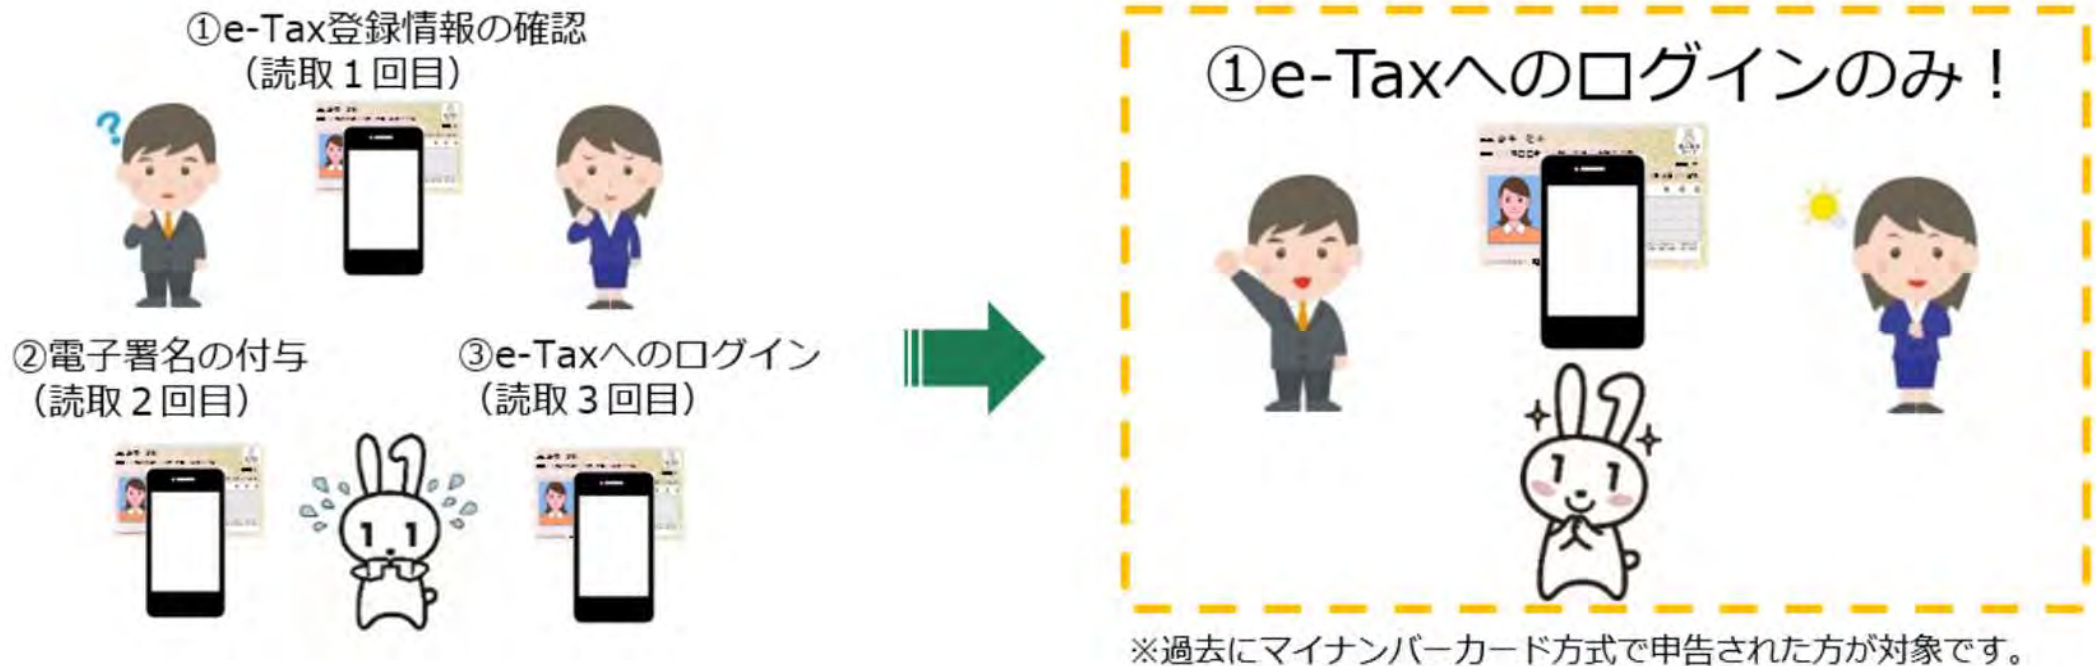 ①e-Tax登録情報の確認
（読取１回目）
②電子署名の付与
（読取２回目）
③e-Taxへのログイン
（読取３回目）
①e-Taxへのログインのみ！
※過去にマイナンバーカード方式で申告された方が対象です。